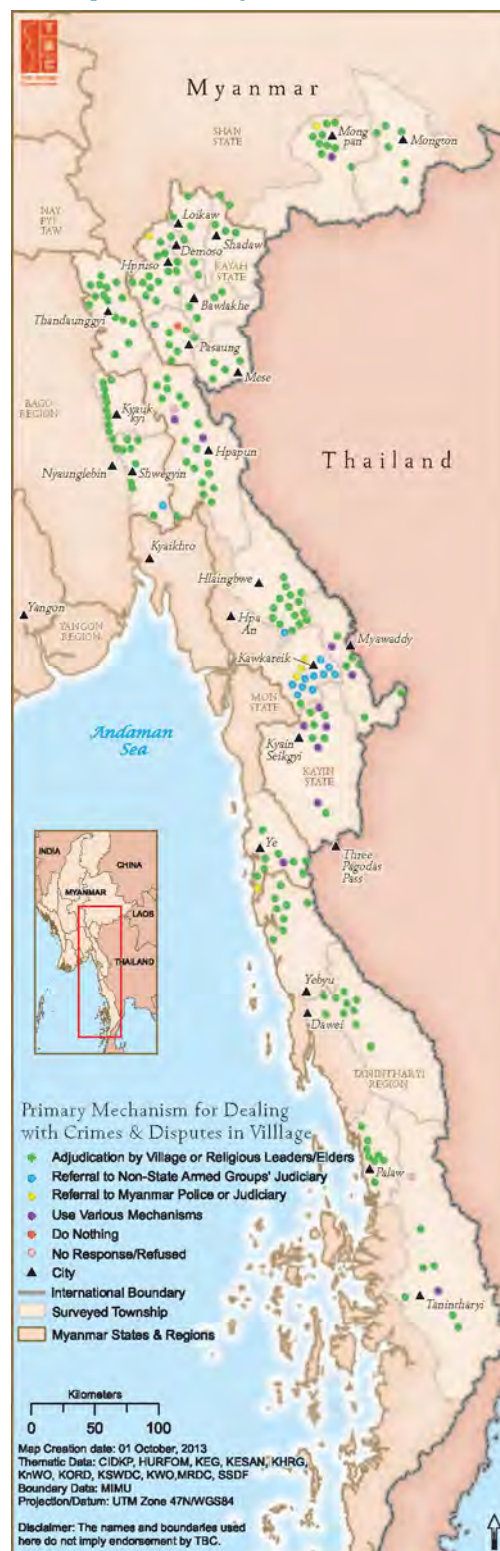 TBC
Myanmar
SHAN
STATE
Mong
pan
Mongton
NAY
PYI
TAW
Loikaw
Shadaw
Demoso
Hpruso
KAYAH
STATE
Bawlakhe
Thandaunggyi
Pasaung
Mese
BAGO
REGION
Kyauk
kyi
Hpapun
Thailand
Nyaunglebin
Shwegyin
Kyaikhto
Hlaingbwe
Yangon
YANGON
REGION
Hpa
An
Myawaddy
Kawkareik
MON
STATE
Andaman
Sea
Kyain
Seikgyi
KAYIN
STATE
Ye
Three
Pagodas
Pass
INDIA
CHINA
MYANMAR
LAOS
THAILAND
Yebyu
Dawei
TANINTHARYI
REGION
Palaw
Tanintharyi
Primary Mechanism for Dealing
with Crimes & Disputes in Villlage
Adjudication by Village or Religious Leaders/Elders
Referral to Non-State Armed Groups' Judiciary
Referral to Myanmar Police or Judiciary
Use Various Mechanisms
Do Nothing
No Response/Refused
City
International Boundary
Surveyed Township
Myanmar States & Regions
Kilometers
0 50 100
Map Creation date: 01 October, 2013
Thematic Data: CIDKP, HURFOM, KEG, KESAN, KHRG,
KnWO, KORD, KSWDC, KWO,MRDC, SSDF
Boundary Data: MIMU
Projection/Datum: UTM Zone 47N/WGS84
Disclaimer: The names and boundaries used
here do not imply endorsement by TBC.